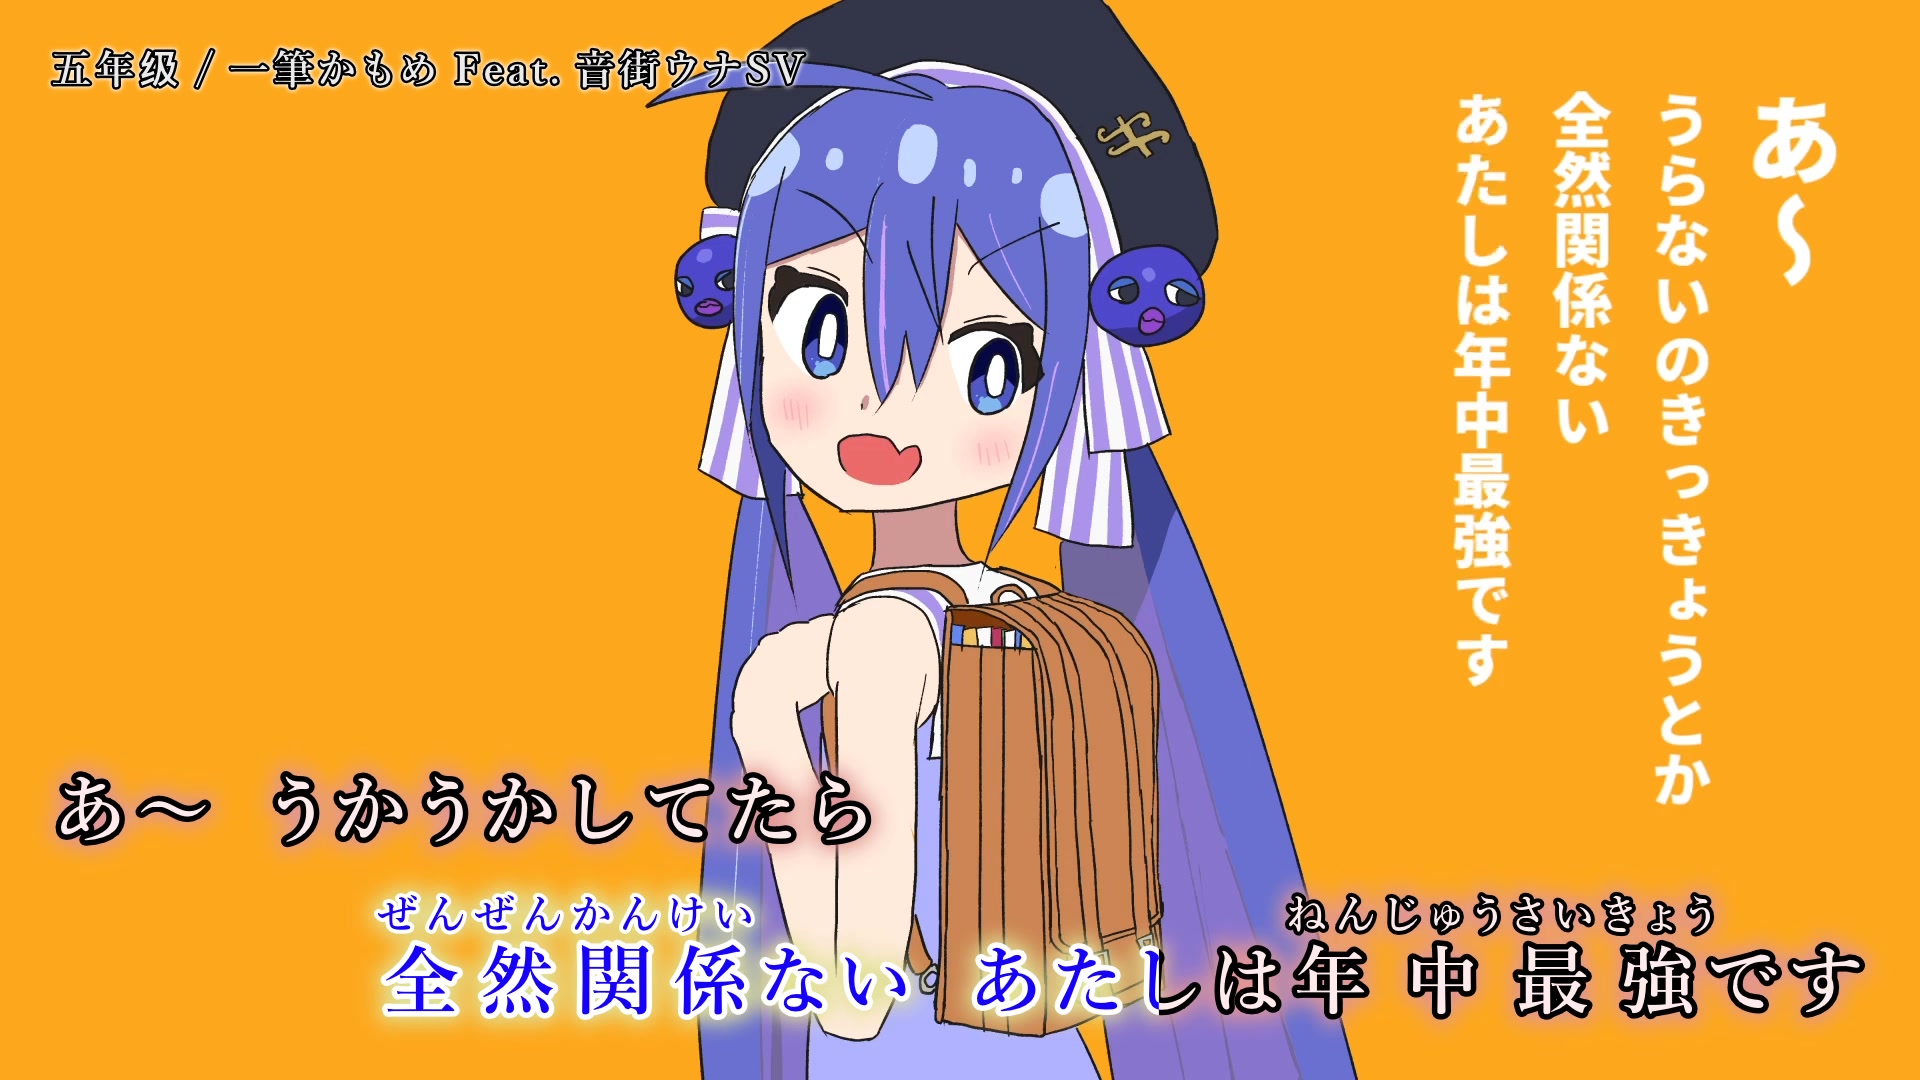 五年级 / 一筆かもめ Feat. 音街ウナSV
あ〜
うらないのきっきょうとか
全然関係ない
あたしは年中最強です
あ〜 うかうかしてたら
ぜんぜんかんけい ねんじゅうさいきょう
全然関係ない あたしは年中最強です